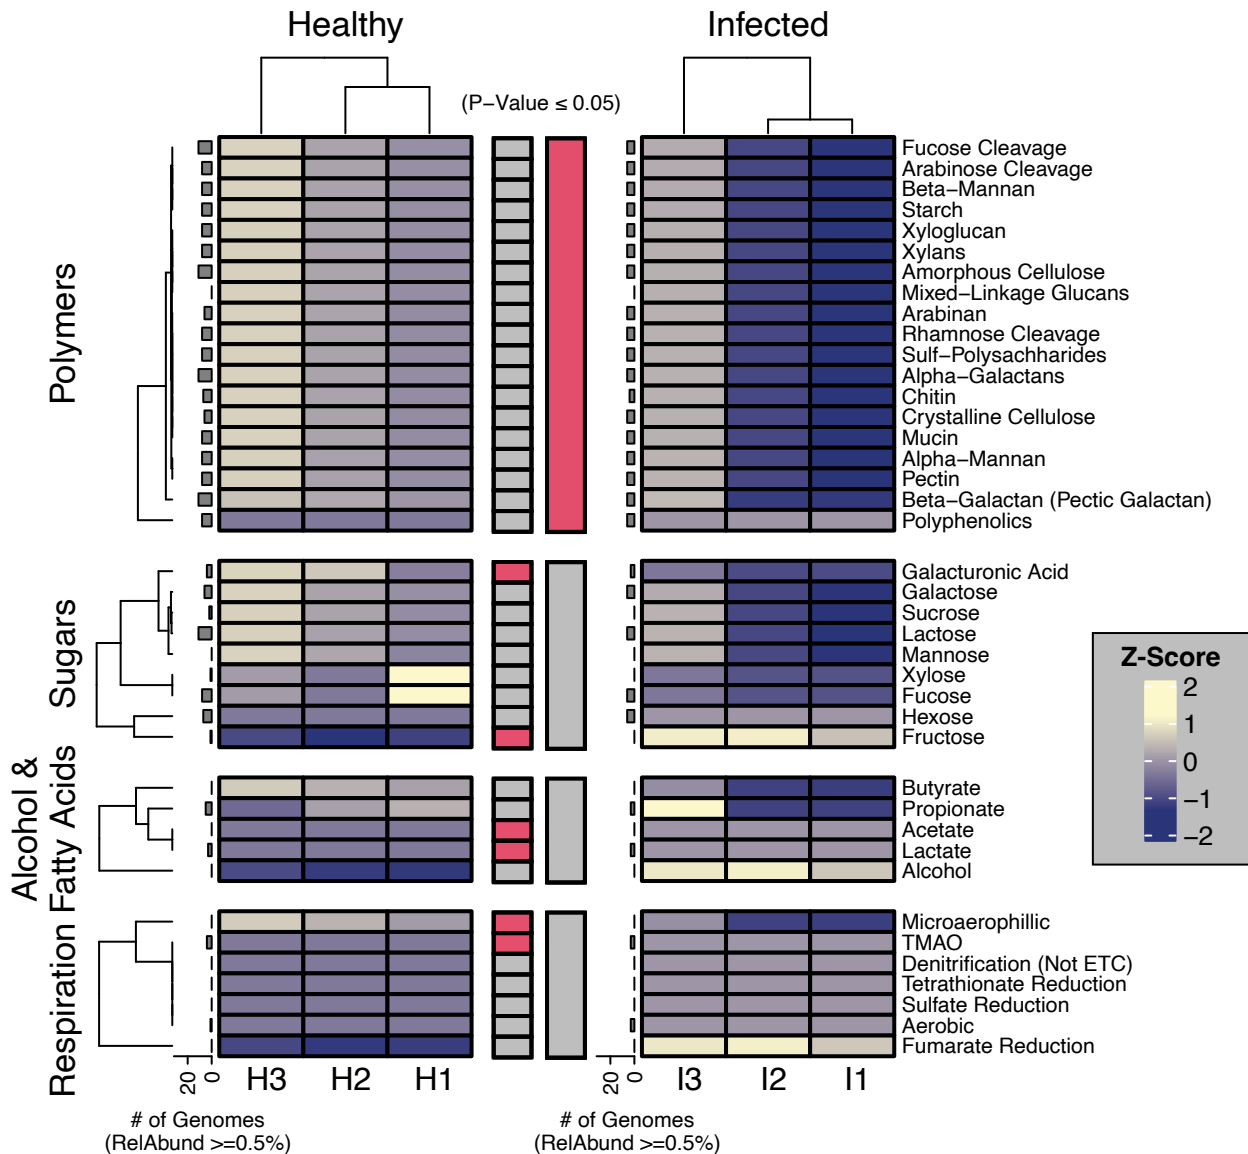 Healthy
Infected
(P−Value ≤ 0.05)
Polymers
Fucose Cleavage
Arabinose Cleavage
Beta−Mannan
Starch
Xyloglucan
Xylans
Amorphous Cellulose
Mixed−Linkage Glucans
Arabinan
Rhamnose Cleavage
Sulf−Polysachharides
Alpha−Galactans
Chitin
Crystalline Cellulose
Mucin
Alpha−Mannan
Pectin
Beta−Galactan (Pectic Galactan)
Polyphenolics
Sugars
Galacturonic Acid
Galactose
Sucrose
Lactose
Mannose
Xylose
Fucose
Hexose
Fructose
Alcohol &
Fatty Acids
Butyrate
Propionate
Acetate
Lactate
Alcohol
Respiration
Microaerophillic
TMAO
Denitrification (Not ETC)
Tetrathionate Reduction
Sulfate Reduction
Aerobic
Fumarate Reduction
Z-Score
2
1
0
−1
−2
20
0
H3
H2
H1
20
0
I3
I2
I1
# of Genomes
(RelAbund >=0.5%)
# of Genomes
(RelAbund >=0.5%)